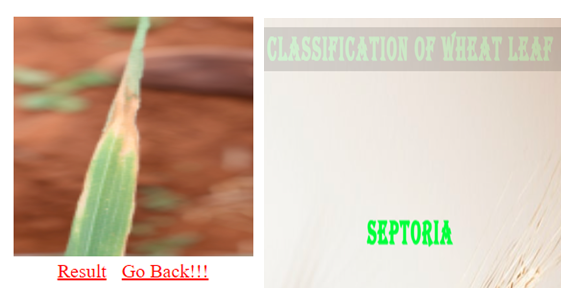 CLASSIFICATION OF WHEAT LEAF
SEPTORIA
Result Go Back!!!